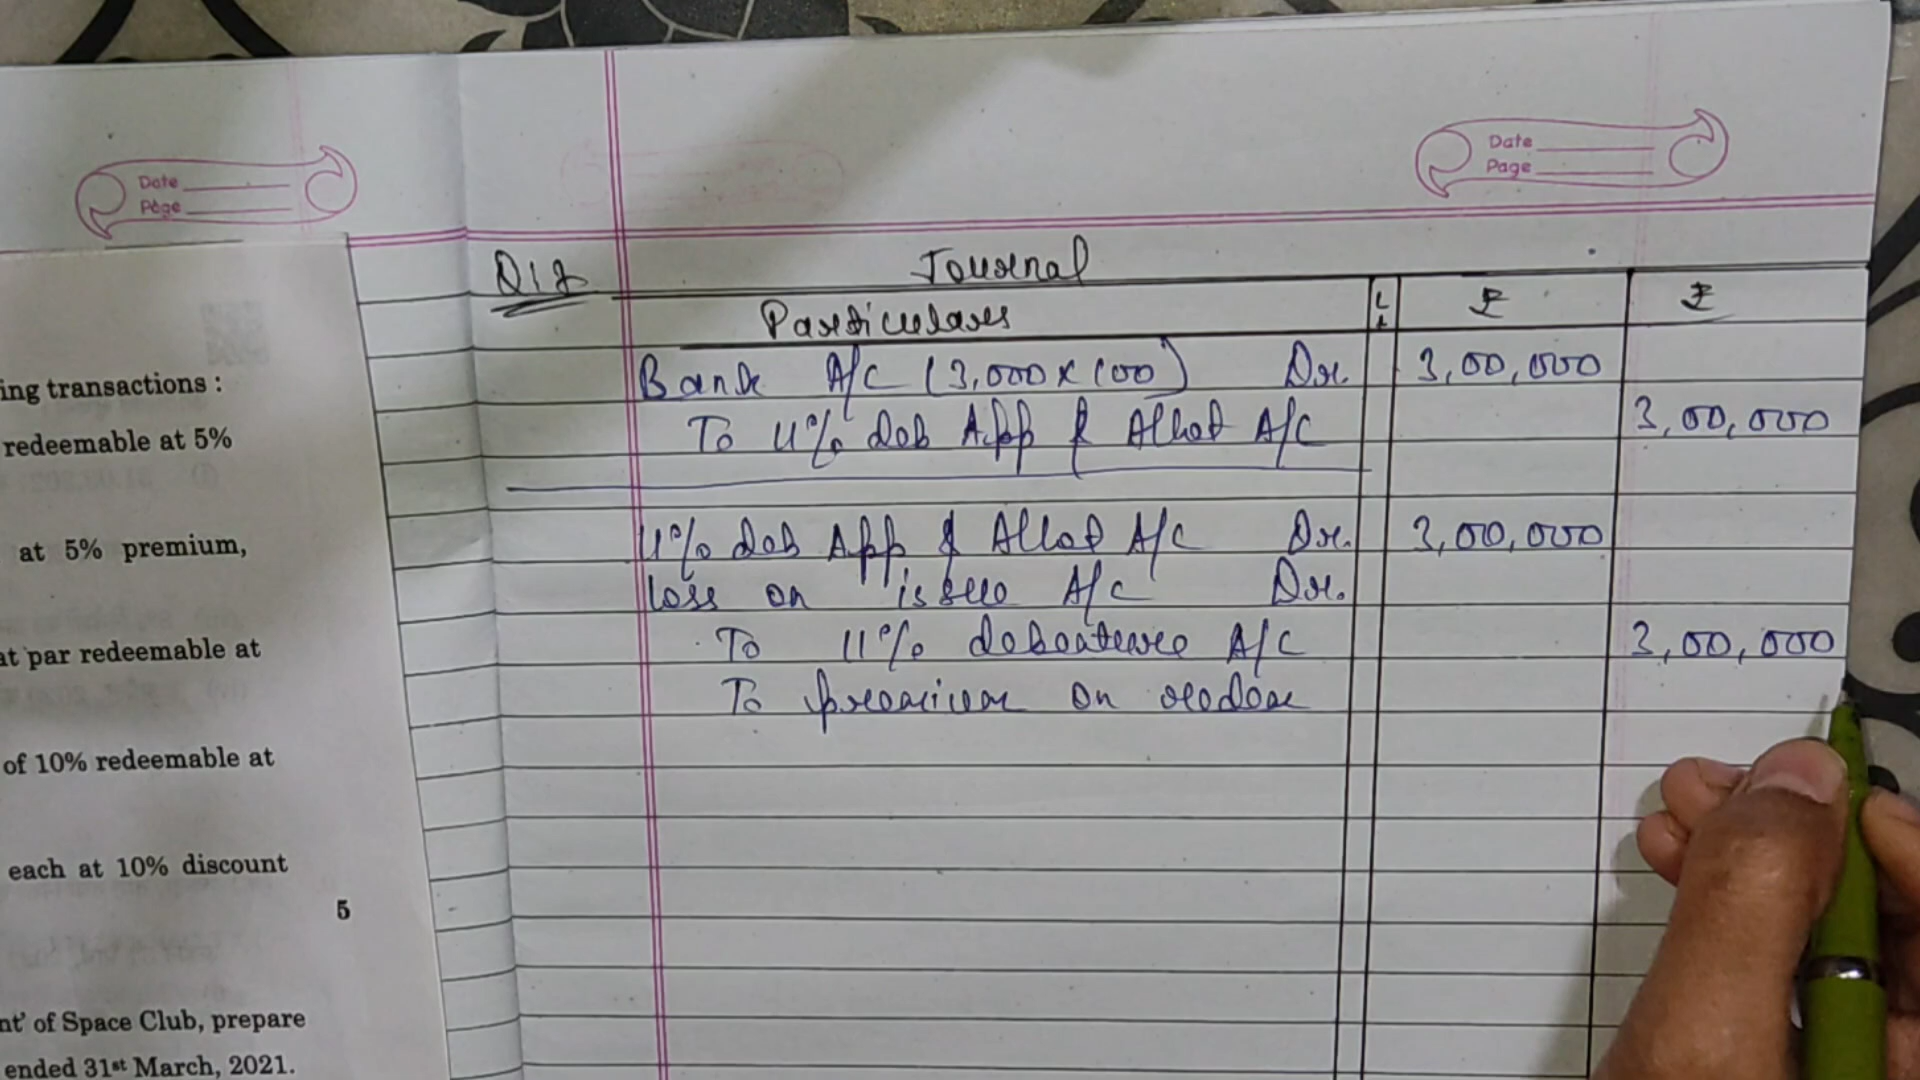 Date
Page
Date
Page
ing transactions :
redeemable at 5%
at 5% premium,
at par redeemable at
of 10% redeemable at
each at 10% discount
5
nt' of Space Club, prepare
ended 31st March, 2021.
Journal
Particulars ₹ ₹
Bank A/C (3,000 x 100) Dr. 3,00,000
To 11% deb App & Allot A/C 3,00,000
11% deb App & Allot A/C Dr. 3,00,000
loss on issue A/C Dr.
To 11% debenture A/C 3,00,000
To premium on redem